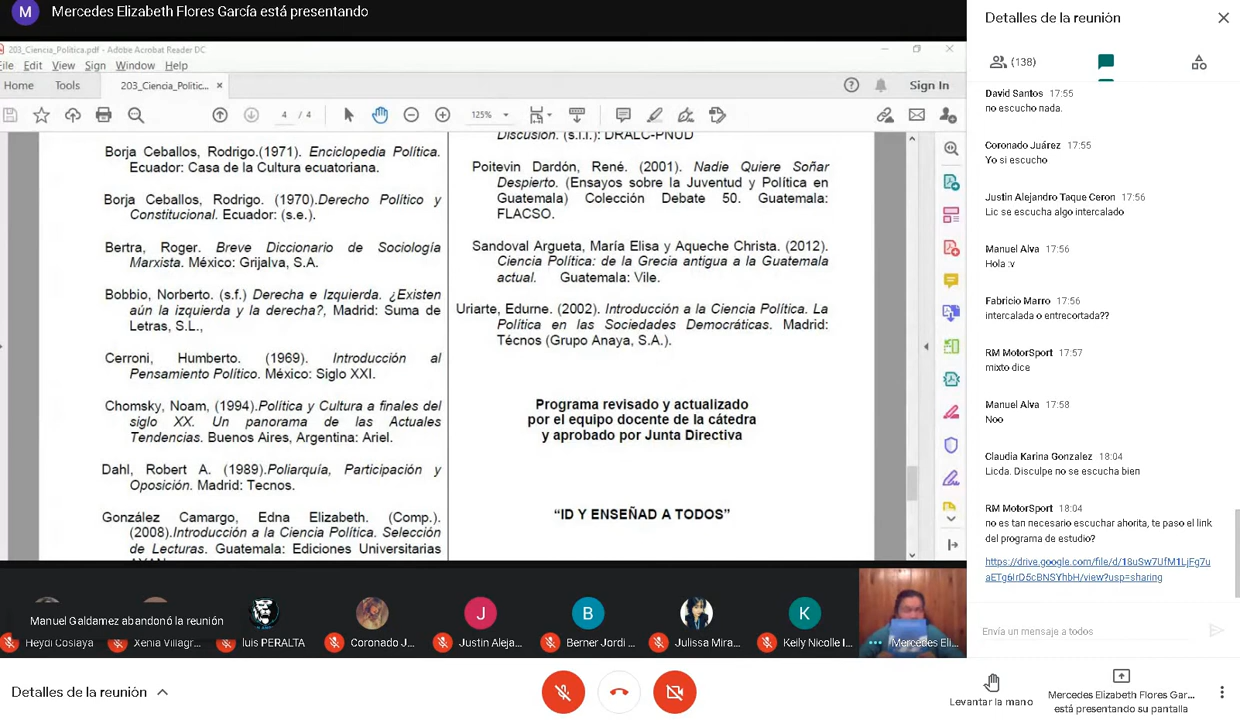 M
Mercedes Elizabeth Flores García está presentando
203_Ciencia_Política.pdf - Adobe Acrobat Reader DC
ile Edit View Sign Window Help
Home Tools 203_Ciencia_Politic... ×
Sign In
4 / 4
125%
Borja Ceballos, Rodrigo.(1971). Enciclopedia Política.
Ecuador: Casa de la Cultura ecuatoriana.
Borja Ceballos, Rodrigo. (1970).Derecho Político y
Constitucional. Ecuador: (s.e.).
Bertra, Roger. Breve Diccionario de Sociología
Marxista. México: Grijalva, S.A.
Bobbio, Norberto. (s.f.) Derecha e Izquierda. ¿Existen
aún la izquierda y la derecha?, Madrid: Suma de
Letras, S.L.,
Cerroni, Humberto. (1969). Introducción al
Pensamiento Político. México: Siglo XXI.
Chomsky, Noam, (1994).Política y Cultura a finales del
siglo XX. Un panorama de las Actuales
Tendencias. Buenos Aires, Argentina: Ariel.
Dahl, Robert A. (1989).Poliarquía, Participación y
Oposición. Madrid: Tecnos.
González Camargo, Edna Elizabeth. (Comp.).
(2008).Introducción a la Ciencia Política. Selección
de Lecturas. Guatemala: Ediciones Universitarias
Discusión. (s.l.f.): DRALC-PNUD
Poitevin Dardón, René. (2001). Nadie Quiere Soñar
Despierto. (Ensayos sobre la Juventud y Política en
Guatemala) Colección Debate 50. Guatemala:
FLACSO.
Sandoval Argueta, María Elisa y Aqueche Christa. (2012).
Ciencia Política: de la Grecia antigua a la Guatemala
actual. Guatemala: Vile.
Uriarte, Edurne. (2002). Introducción a la Ciencia Política. La
Política en las Sociedades Democráticas. Madrid:
Técnos (Grupo Anaya, S.A.).
Programa revisado y actualizado
por el equipo docente de la cátedra
y aprobado por Junta Directiva
“ID Y ENSEÑAD A TODOS”
Manuel Galdamez abandonó la reunión
J
B
K
Heydi Coslaya
Xenia Villagr...
luis PERALTA
Coronado J...
Justin Aleja...
Berner Jordi ...
Julissa Mira...
Keily Nicolle l...
Mercedes Eli...
Detalles de la reunión
Levantar la mano
Mercedes Elizabeth Flores Gar...
está presentando su pantalla
Detalles de la reunión
(138)
David Santos 17:55
no escucho nada.
Coronado Juárez 17:55
Yo si escucho
Justin Alejandro Taque Ceron 17:56
Lic se escucha algo intercalado
Manuel Alva 17:56
Hola :v
Fabricio Marro 17:56
intercalada o entrecortada??
RM MotorSport 17:57
mixto dice
Manuel Alva 17:58
Noo
Claudia Karina Gonzalez 18:04
Licda. Disculpe no se escucha bien
RM MotorSport 18:04
no es tan necesario escuchar ahorita, te paso el link
del programa de estudio?
https://drive.google.com/file/d/18uSw7UfM1LjFg7u
aETg6IrD5cBNSYhbH/view?usp=sharing
Envía un mensaje a todos